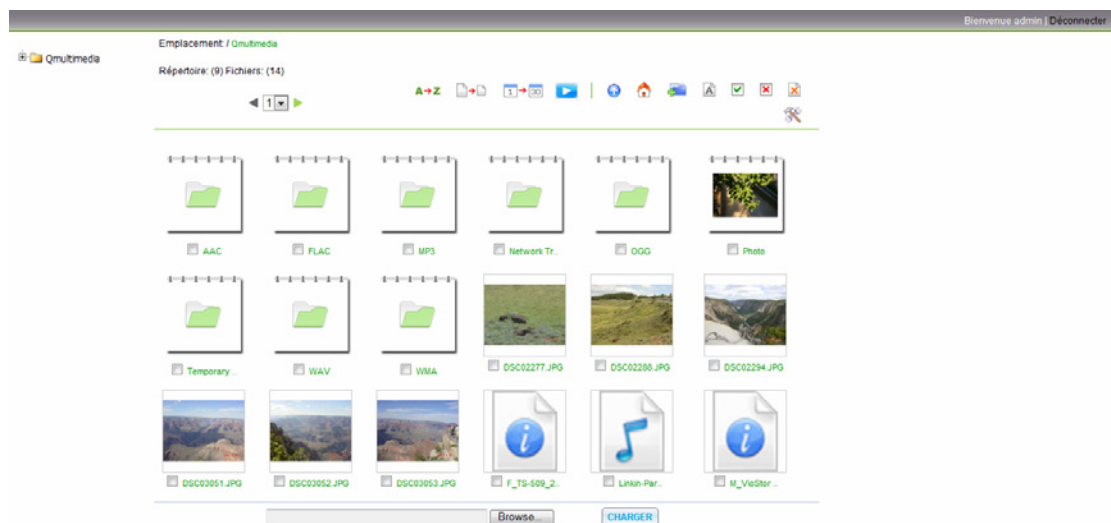 Bienvenue admin | Déconnecter
Qmultimedia
Emplacement / Qmultimedia
Répertoire: (9) Fichiers: (14)
1
A Z
1 30
A
AAC
FLAC
MP3
Network Tr..
OGG
Photo
Temporary ..
WAV
WMA
DSC02277.JPG
DSC02288.JPG
DSC02294.JPG
DSC03051.JPG
DSC03052.JPG
DSC03053.JPG
F_TS-509_2..
Linkin-Par..
M_VioStor ..
Browse...
CHARGER